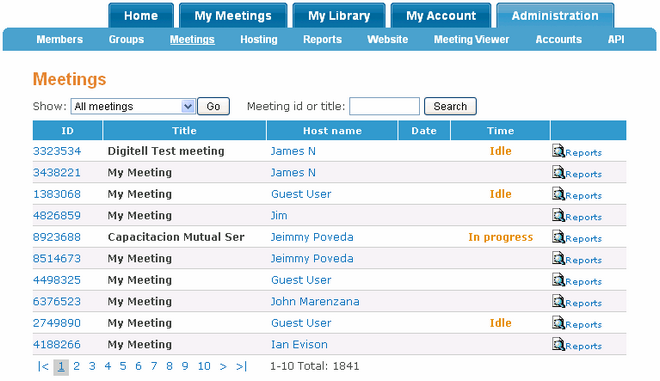 Home My Meetings My Library My Account Administration
Members Groups Meetings Hosting Reports Website Meeting Viewer Accounts API
Meetings
Show: All meetings Go Meeting id or title: Search
ID Title Host name Date Time
3323534 Digitell Test meeting James N Idle Reports
3438221 My Meeting James N Reports
1383068 My Meeting Guest User Idle Reports
4826859 My Meeting Jim Reports
8923688 Capacitacion Mutual Ser Jeimmy Poveda In progress Reports
8514673 My Meeting Jeimmy Poveda Reports
4498325 My Meeting Guest User Reports
6376523 My Meeting John Marenzana Reports
2749890 My Meeting Guest User Idle Reports
4188266 My Meeting Ian Evison Reports
|< 1 2 3 4 5 6 7 8 9 10 > >| 1-10 Total: 1841